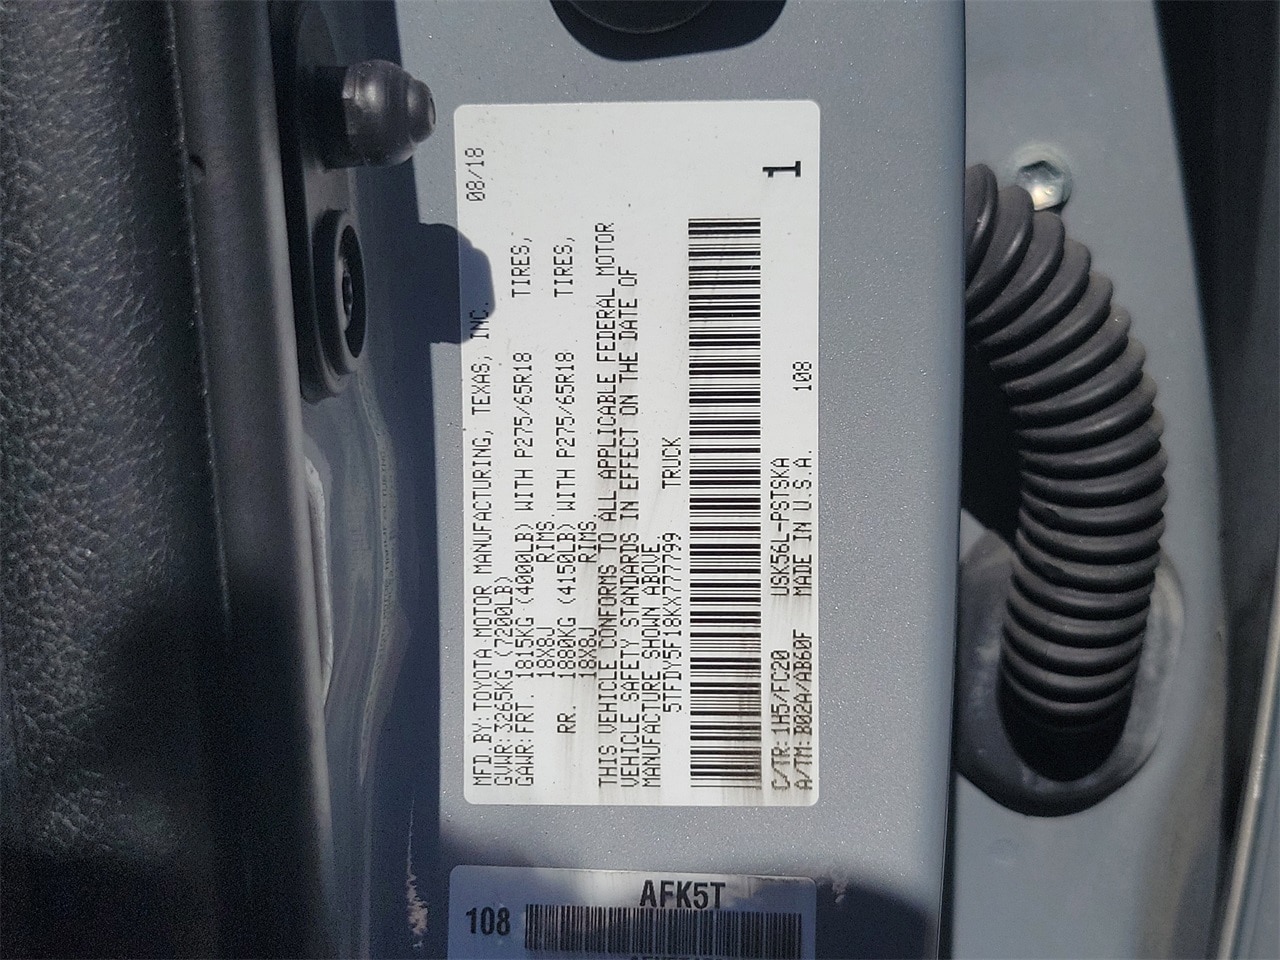 MFD.BY:TOYOTA MOTOR MANUFACTURING, TEXAS, INC. 08/18
GVWR:3265KG (7200LB)
GAWR:FRT. 1815KG (4000LB) WITH P275/65R18 TIRES,
18X8J RIMS
RR. 1880KG (4150LB) WITH P275/65R18 TIRES,
18X8J RIMS
THIS VEHICLE CONFORMS TO ALL APPLICABLE FEDERAL MOTOR
VEHICLE SAFETY STANDARDS IN EFFECT ON THE DATE OF
MANUFACTURE SHOWN ABOVE
5TFDY5F18KX777799 TRUCK
C/TR:1H5/FC20 USK56L-PSTSKA 1
A/TM:B02A/AB60F MADE IN U.S.A. 108
AFK5T
108